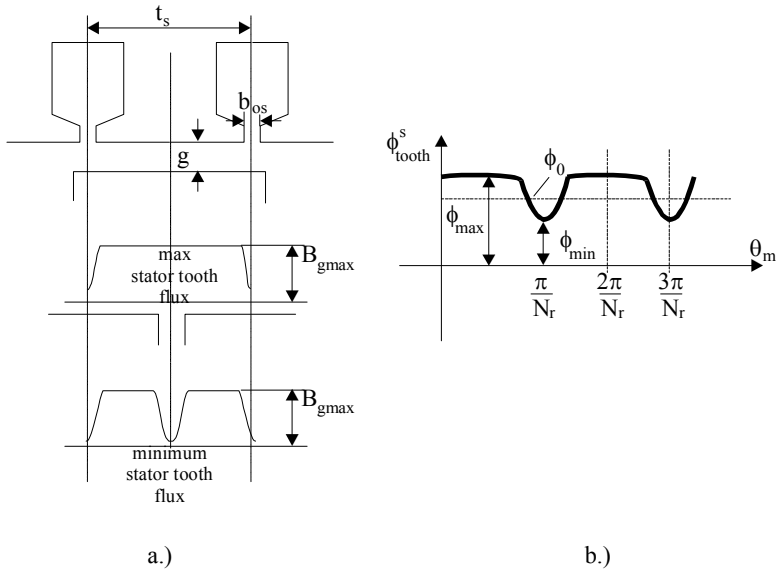 t_s
b_os
g
B_gmax
max
stator tooth
flux
B_gmax
minimum
stator tooth
flux
a.)
ϕ^s_tooth
ϕ_0
ϕ_max
ϕ_min
θ_m
π/N_r
2π/N_r
3π/N_r
b.)